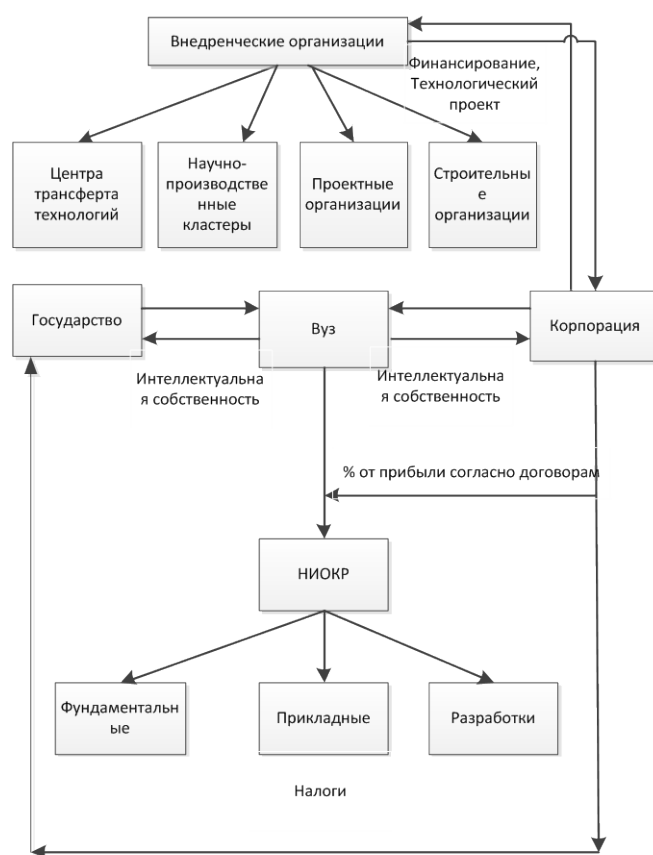 Внедренческие организации
Финансирование,
Технологический
проект
Центра
трансферта
технологий
Научно-
производстве
нные
кластеры
Проектные
организации
Строительны
е
организации
Государство
Вуз
Корпорация
Интеллектуальна
я собственность
Интеллектуальна
я собственность
% от прибыли согласно договорам
НИОКР
Фундаментальн
ые
Прикладные
Разработки
Налоги